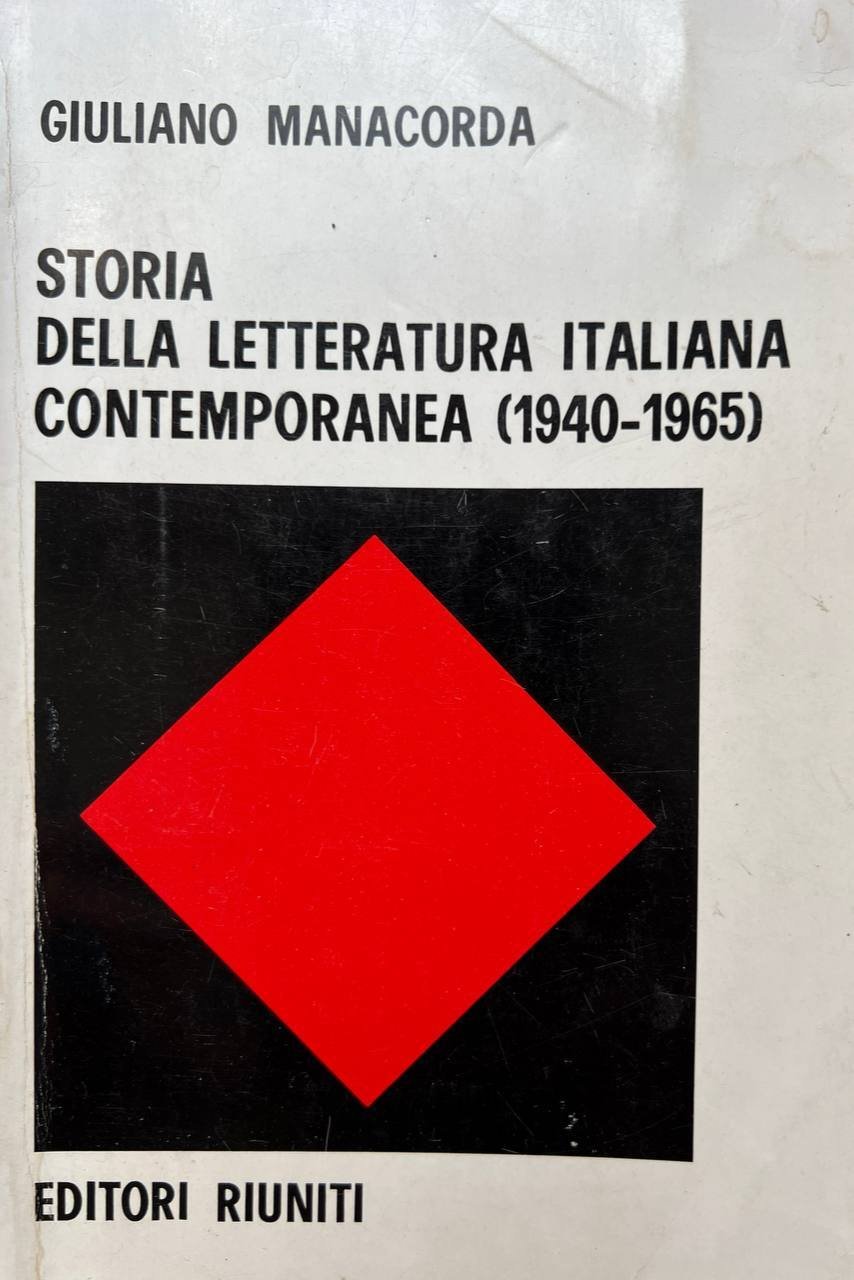 GIULIANO MANACORDA
STORIA
DELLA LETTERATURA ITALIANA
CONTEMPORANEA (1940-1965)
EDITORI RIUNITI